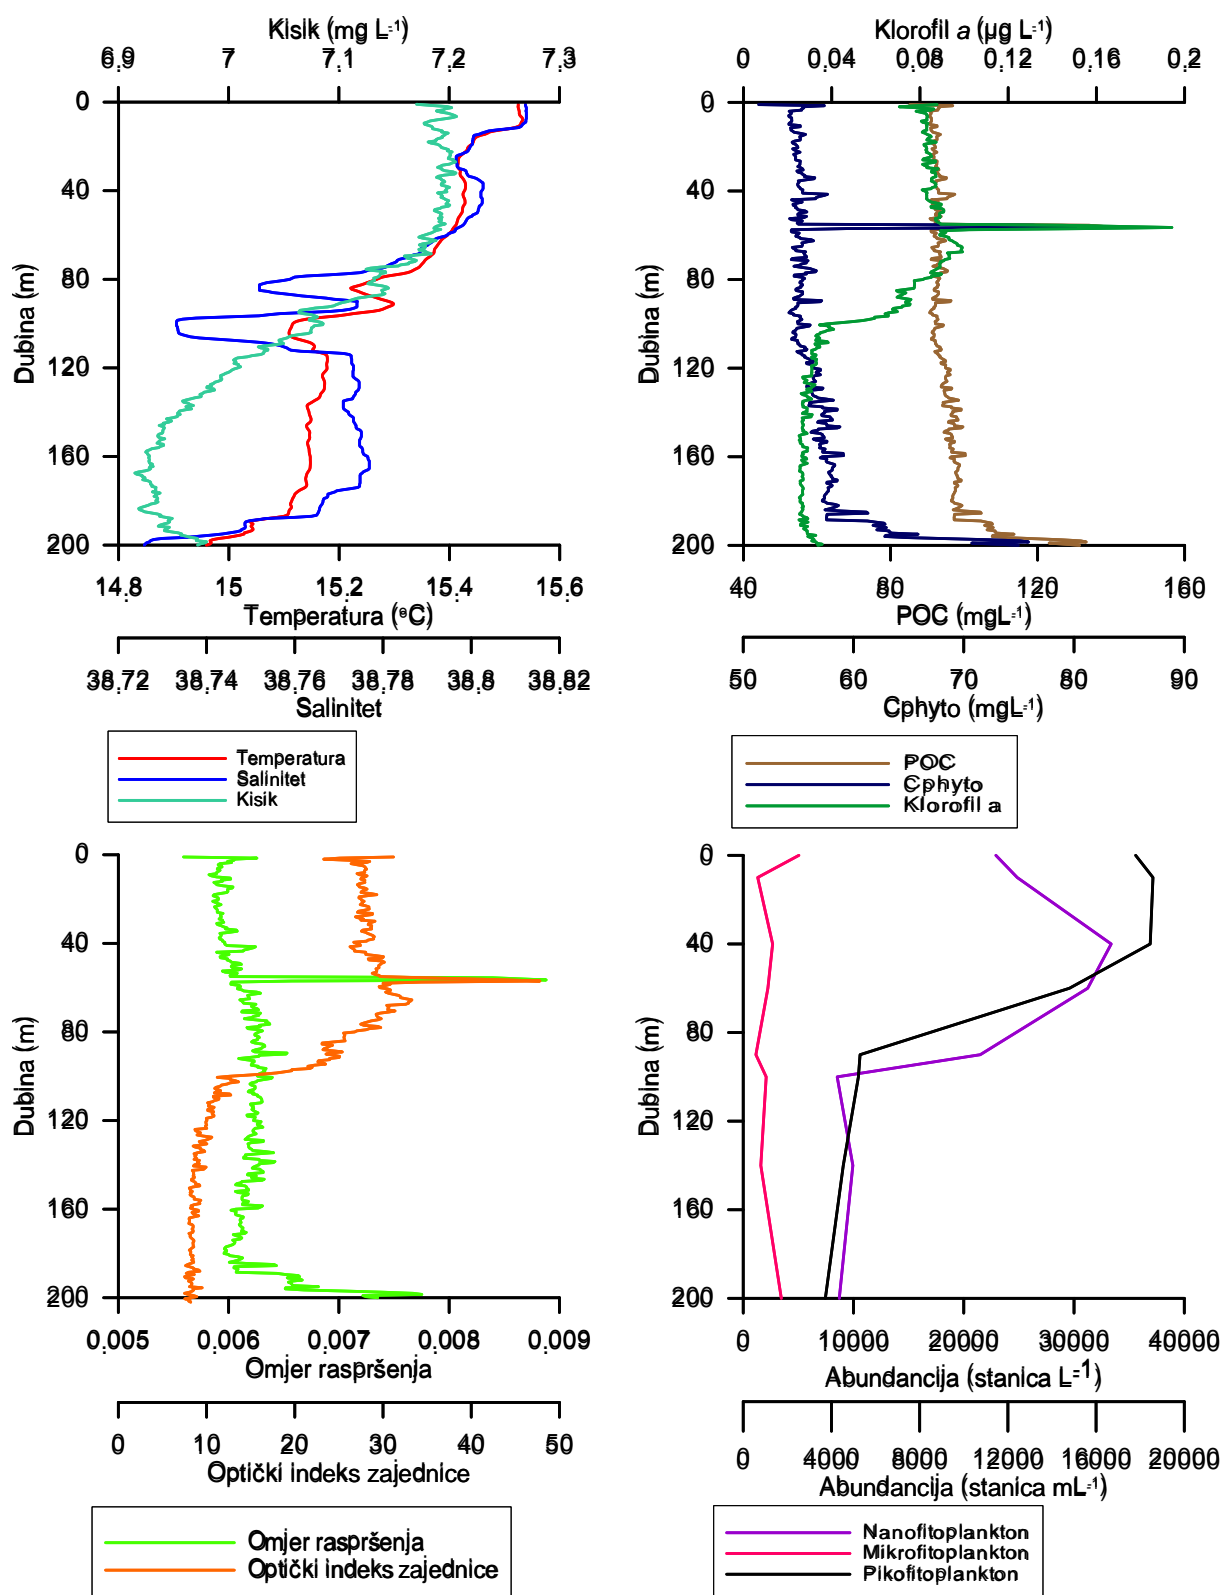 Kisik (mg L-1)
6.9 7 7.1 7.2 7.3
0
40
80
120
160
200
Dubina (m)
14.8 15 15.2 15.4 15.6
Temperatura (°C)
38.72 38.74 38.76 38.78 38.8 38.82
Salinitet
Temperatura
Salinitet
Kisik
Klorofil a (µg L-1)
0 0.04 0.08 0.12 0.16 0.2
0
40
80
120
160
200
Dubina (m)
40 80 120 160
POC (mgL-1)
50 60 70 80 90
Cphyto (mgL-1)
POC
Cphyto
Klorofil a
0
40
80
120
160
200
Dubina (m)
0.005 0.006 0.007 0.008 0.009
Omjer raspršenja
0 10 20 30 40 50
Optički indeks zajednice
Omjer raspršenja
Optički indeks zajednice
0
40
80
120
160
200
Dubina (m)
0 10000 20000 30000 40000
Abundancija (stanica L-1)
0 4000 8000 12000 16000 20000
Abundancija (stanica mL-1)
Nanofitoplankton
Mikrofitoplankton
Pikofitoplankton